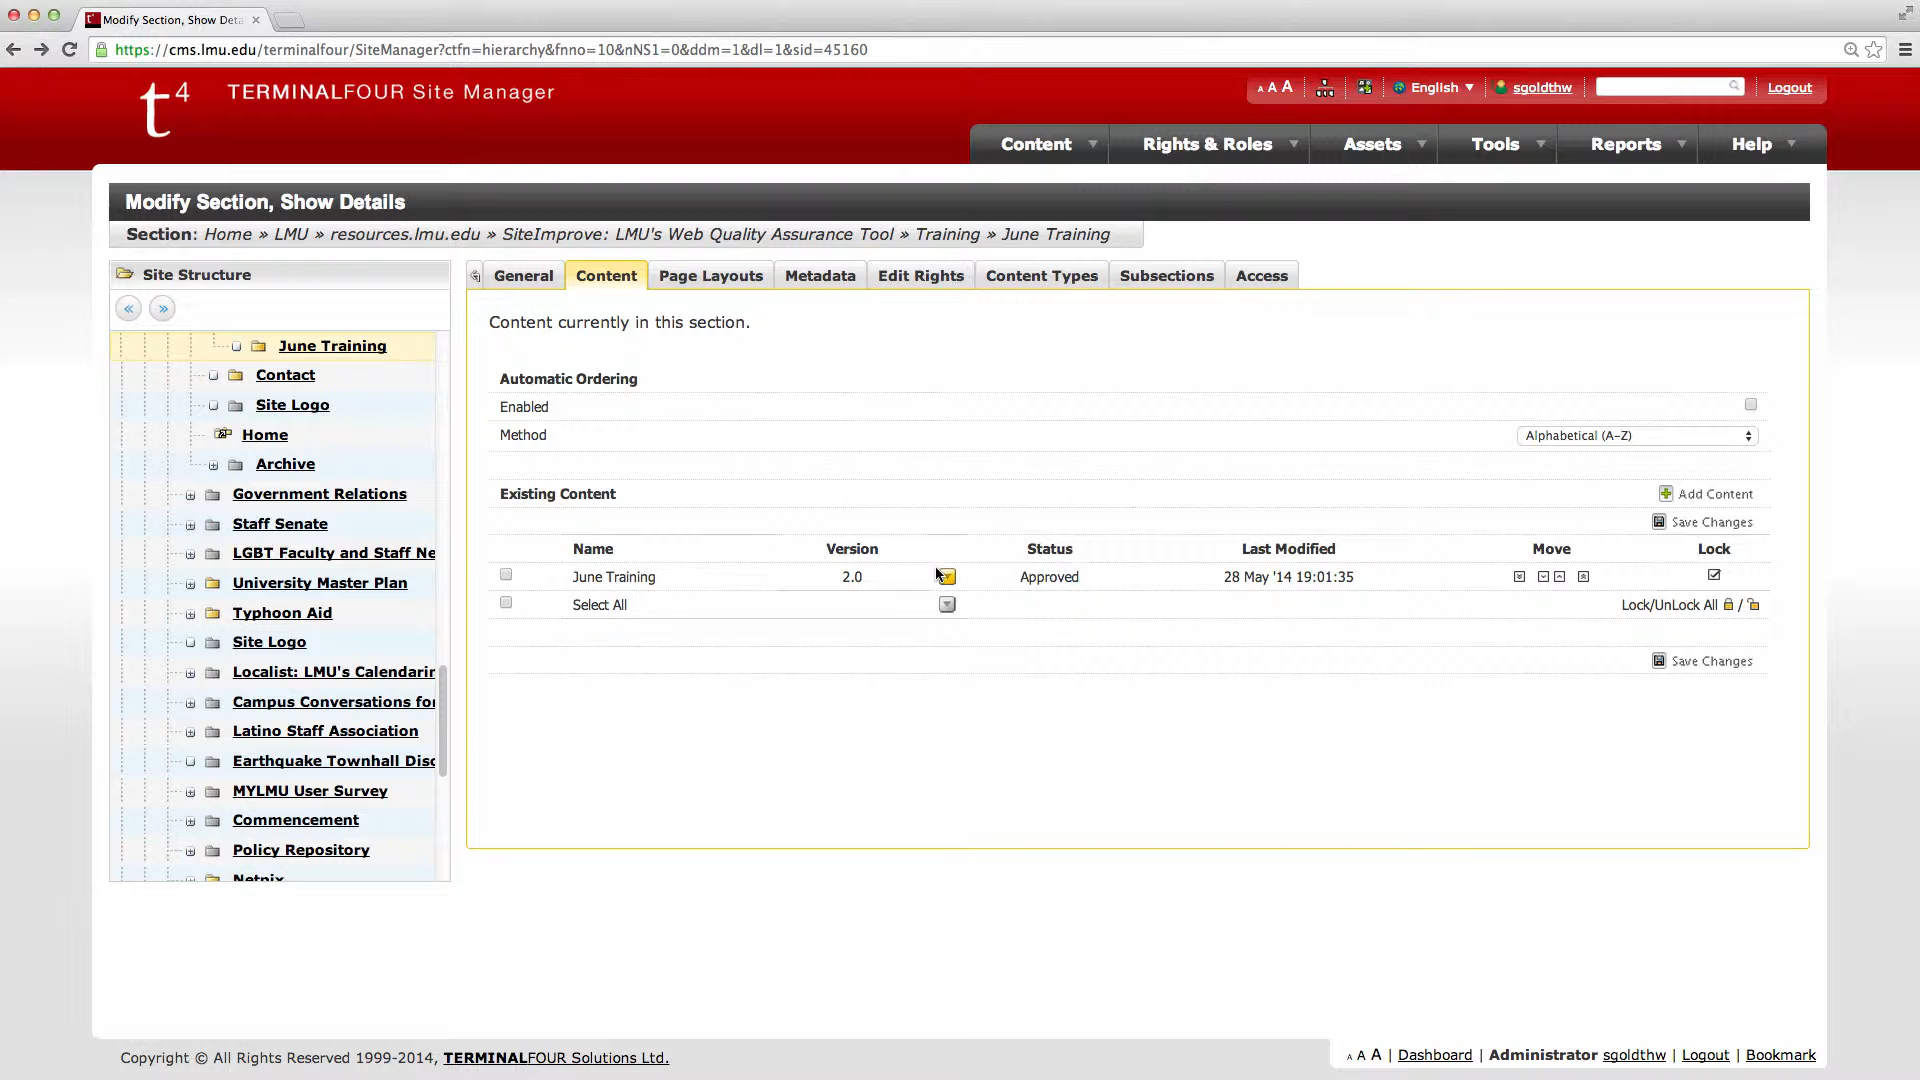 Modify Section, Show Deta
https://cms.lmu.edu/terminalfour/SiteManager?ctfn=hierarchy&fnno=10&nNS1=0&ddm=1&dl=1&sid=45160
t4 TERMINALFOUR Site Manager
A A A English sgoldthw Logout
Content Rights & Roles Assets Tools Reports Help
Modify Section, Show Details
Section: Home » LMU » resources.lmu.edu » SiteImprove: LMU's Web Quality Assurance Tool » Training » June Training
Site Structure
General Content Page Layouts Metadata Edit Rights Content Types Subsections Access
June Training
Contact
Site Logo
Home
Archive
Government Relations
Staff Senate
LGBT Faculty and Staff Ne
University Master Plan
Typhoon Aid
Site Logo
Localist: LMU's Calendarin
Campus Conversations for
Latino Staff Association
Earthquake Townhall Disc
MYLMU User Survey
Commencement
Policy Repository
Netpix
Content currently in this section.
Automatic Ordering
Enabled
Method Alphabetical (A-Z)
Existing Content Add Content
Save Changes
Name Version Status Last Modified Move Lock
June Training 2.0 Approved 28 May '14 19:01:35
Select All Lock/UnLock All /
Save Changes
Copyright © All Rights Reserved 1999-2014, TERMINALFOUR Solutions Ltd.
A A A | Dashboard | Administrator sgoldthw | Logout | Bookmark